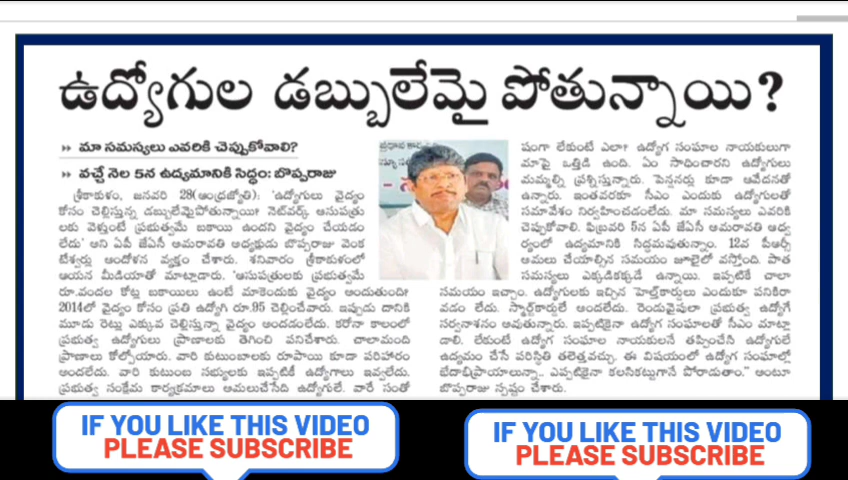 ఉద్యోగుల డబ్బులేమై పోతున్నాయి?
›› మా సమస్యలు ఎవరికి చెప్పుకోవాలి?
›› వచ్చే నెల 5న ఉద్యమానికి సిద్ధం: బొప్పరాజు
శ్రీకాకుళం, జనవరి 28(ఆంధ్రజ్యోతి): 'ఉద్యోగులు వైద్యం
కోసం చెల్లిస్తున్న డబ్బులేమైపోతున్నాయి? నెట్‌వర్క్ ఆసుపత్రు
లకు వెళ్తుంటే ప్రభుత్వమే బకాయి ఉందని వైద్యం చేయడం
లేదు' అని ఏపీ జేఏసీ అమరావతి అధ్యక్షుడు బొప్పరాజు వెంక
టేశ్వర్లు ఆందోళన వ్యక్తం చేశారు. శనివారం శ్రీకాకుళంలో
ఆయన మీడియాతో మాట్లాడారు. 'ఆసుపత్రులకు ప్రభుత్వమే
రూ.వందల కోట్ల బకాయిలు ఉంటే మాకెందుకు వైద్యం అందుతుంది?
2014లో వైద్యం కోసం ప్రతి ఉద్యోగి రూ.95 చెల్లించేవారు. ఇప్పుడు దానికి
మూడు రెట్లు ఎక్కువ చెల్లిస్తున్నా వైద్యం అందడంలేదు. కరోనా కాలంలో
ప్రభుత్వ ఉద్యోగులు ప్రాణాలకు తెగించి పనిచేశారు. చాలామంది
ప్రాణాలు కోల్పోయారు. వారి కుటుంబాలకు రూపాయి కూడా పరిహారం
అందలేదు. వారి కుటుంబ సభ్యులకు ఇప్పటికీ ఉద్యోగాలు ఇవ్వలేదు.
ప్రభుత్వ సంక్షేమ కార్యక్రమాలు అమలుచేసేది ఉద్యోగులే. వారే సంతో
షంగా లేకుంటే ఎలా? ఉద్యోగ సంఘాల నాయకులుగా
మాపై ఒత్తిడి ఉంది. ఏం సాధించారని ఉద్యోగులు
మమ్మల్ని ప్రశ్నిస్తున్నారు. పెన్షనర్లు కూడా ఆవేదనతో
ఉన్నారు. ఇంతవరకూ సీఎం ఎందుకు ఉద్యోగులతో
సమావేశం నిర్వహించడంలేదు. మా సమస్యలు ఎవరికి
చెప్పుకోవాలి. ఫిబ్రవరి 5న ఏపీ జేఏసీ అమరావతి ఆధ్వ
ర్యంలో ఉద్యమానికి సిద్ధమవుతున్నాం. 12వ పీఆర్సీ
అమలు చేయాల్సిన సమయం జూలైలో వస్తోంది. పాత
సమస్యలు ఎక్కడికక్కడే ఉన్నాయి. ఇప్పటికే చాలా
సమయం ఇచ్చాం. ఉద్యోగులకు ఇచ్చిన హెల్త్‌కార్డులు ఎందుకూ పనికిరా
వడం లేదు. స్మార్ట్‌కార్డులే అందలేదు. రెండువైపులా ప్రభుత్వ ఉద్యోగే
సర్వనాశనం అవుతున్నారు. ఇప్పటికైనా ఉద్యోగ సంఘాలతో సీఎం మాట్లా
డాలి. లేకుంటే ఉద్యోగ సంఘాల నాయకులనే తప్పించేసి ఉద్యోగులే
ఉద్యమం చేసే పరిస్థితి తలెత్తవచ్చు. ఈ విషయంలో ఉద్యోగ సంఘాల్లో
భేదాభిప్రాయాలున్నా.. ఎప్పటికైనా కలసికట్టుగానే పోరాడుతాం.' అంటూ
బొప్పరాజు స్పష్టం చేశారు.
IF YOU LIKE THIS VIDEO
PLEASE SUBSCRIBE
IF YOU LIKE THIS VIDEO
PLEASE SUBSCRIBE